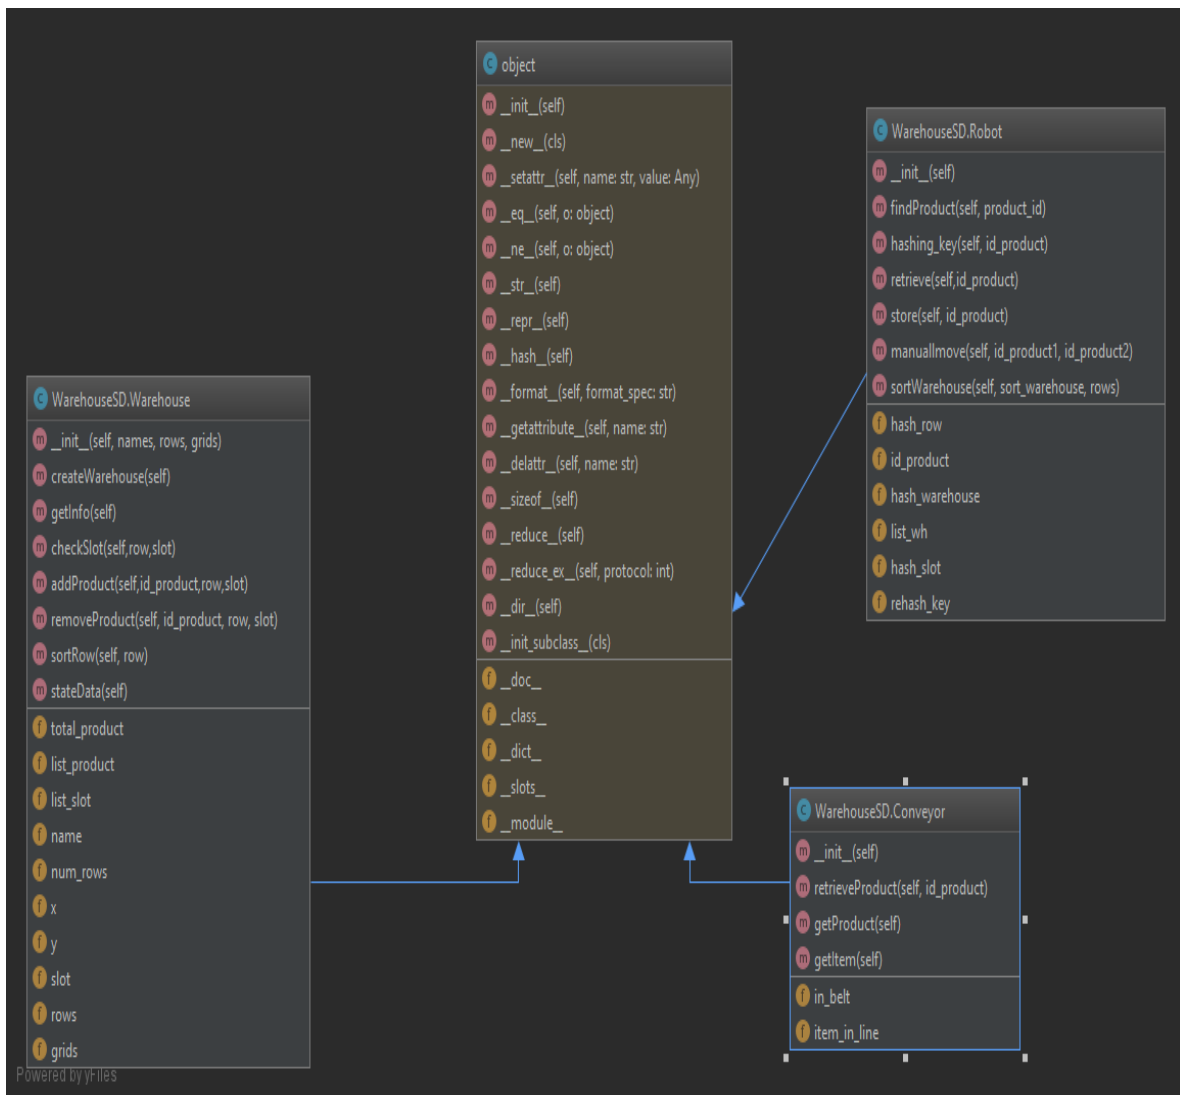 object
__init__(self)
__new__(cls)
__setattr__(self, name: str, value: Any)
__eq__(self, o: object)
__ne__(self, o: object)
__str__(self)
__repr__(self)
__hash__(self)
__format__(self, format_spec: str)
__getattribute__(self, name: str)
__delattr__(self, name: str)
__sizeof__(self)
__reduce__(self)
__reduce_ex__(self, protocol: int)
__dir__(self)
__init_subclass__(cls)
__doc__
__class__
__dict__
__slots__
__module__
WarehouseSD.Robot
__init__(self)
findProduct(self, product_id)
hashing_key(self, id_product)
retrieve(self,id_product)
store(self, id_product)
manuallmove(self, id_product1, id_product2)
sortWarehouse(self, sort_warehouse, rows)
hash_row
id_product
hash_warehouse
list_wh
hash_slot
rehash_key
WarehouseSD.Warehouse
__init__(self, names, rows, grids)
createWarehouse(self)
getInfo(self)
checkSlot(self,row,slot)
addProduct(self,id_product,row,slot)
removeProduct(self, id_product, row, slot)
sortRow(self, row)
stateData(self)
total_product
list_product
list_slot
name
num_rows
x
y
slot
rows
grids
WarehouseSD.Conveyor
__init__(self)
retrieveProduct(self, id_product)
getProduct(self)
getItem(self)
in_belt
item_in_line
Powered by yFiles